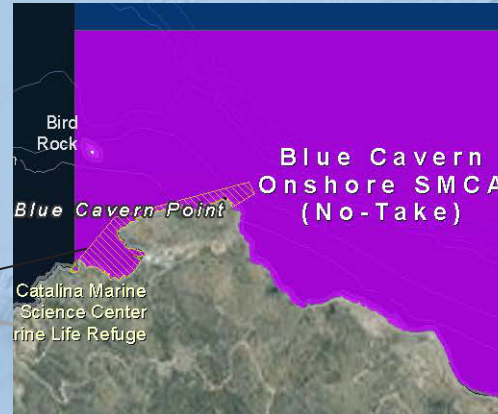 Bird
Rock
Blue Cavern
Onshore SMCA
(No-Take)
Blue Cavern Point
Catalina Marine
Science Center
rine Life Refuge